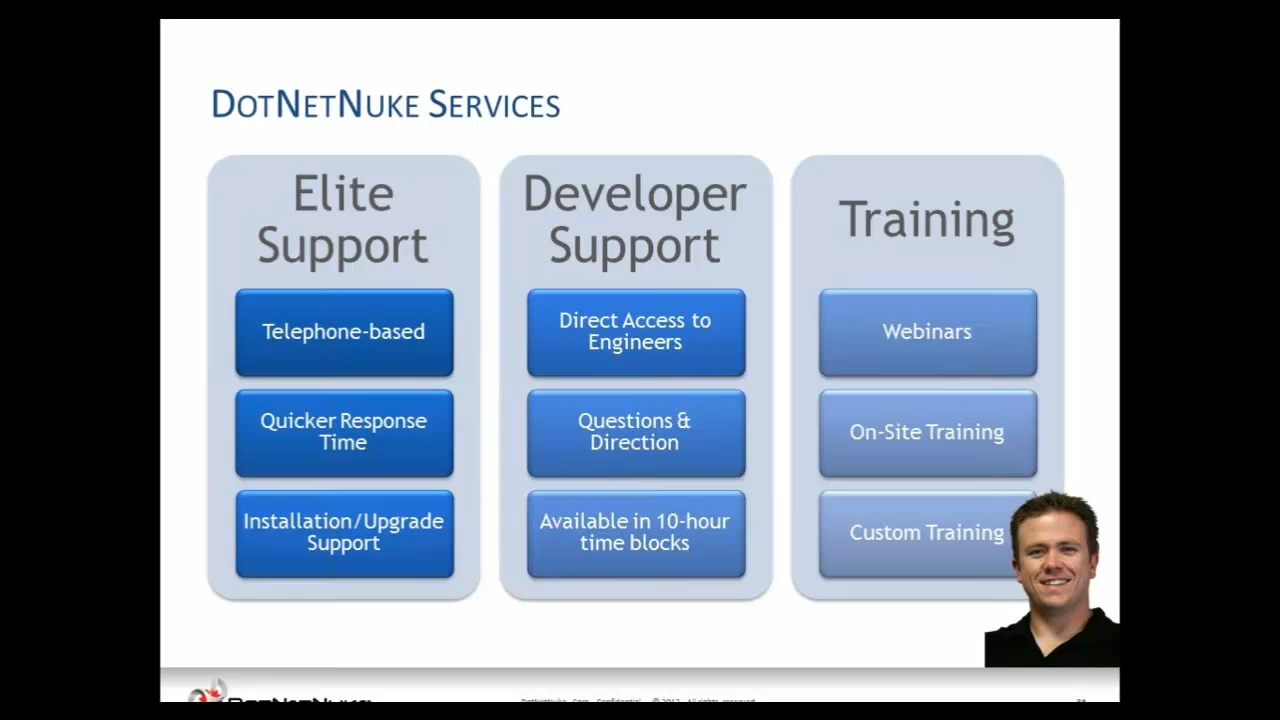 DOTNETNUKE SERVICES
Elite
Support
Telephone-based
Quicker Response
Time
Installation/Upgrade
Support
Developer
Support
Direct Access to
Engineers
Questions &
Direction
Available in 10-hour
time blocks
Training
Webinars
On-Site Training
Custom Training
DOTNETNUKE